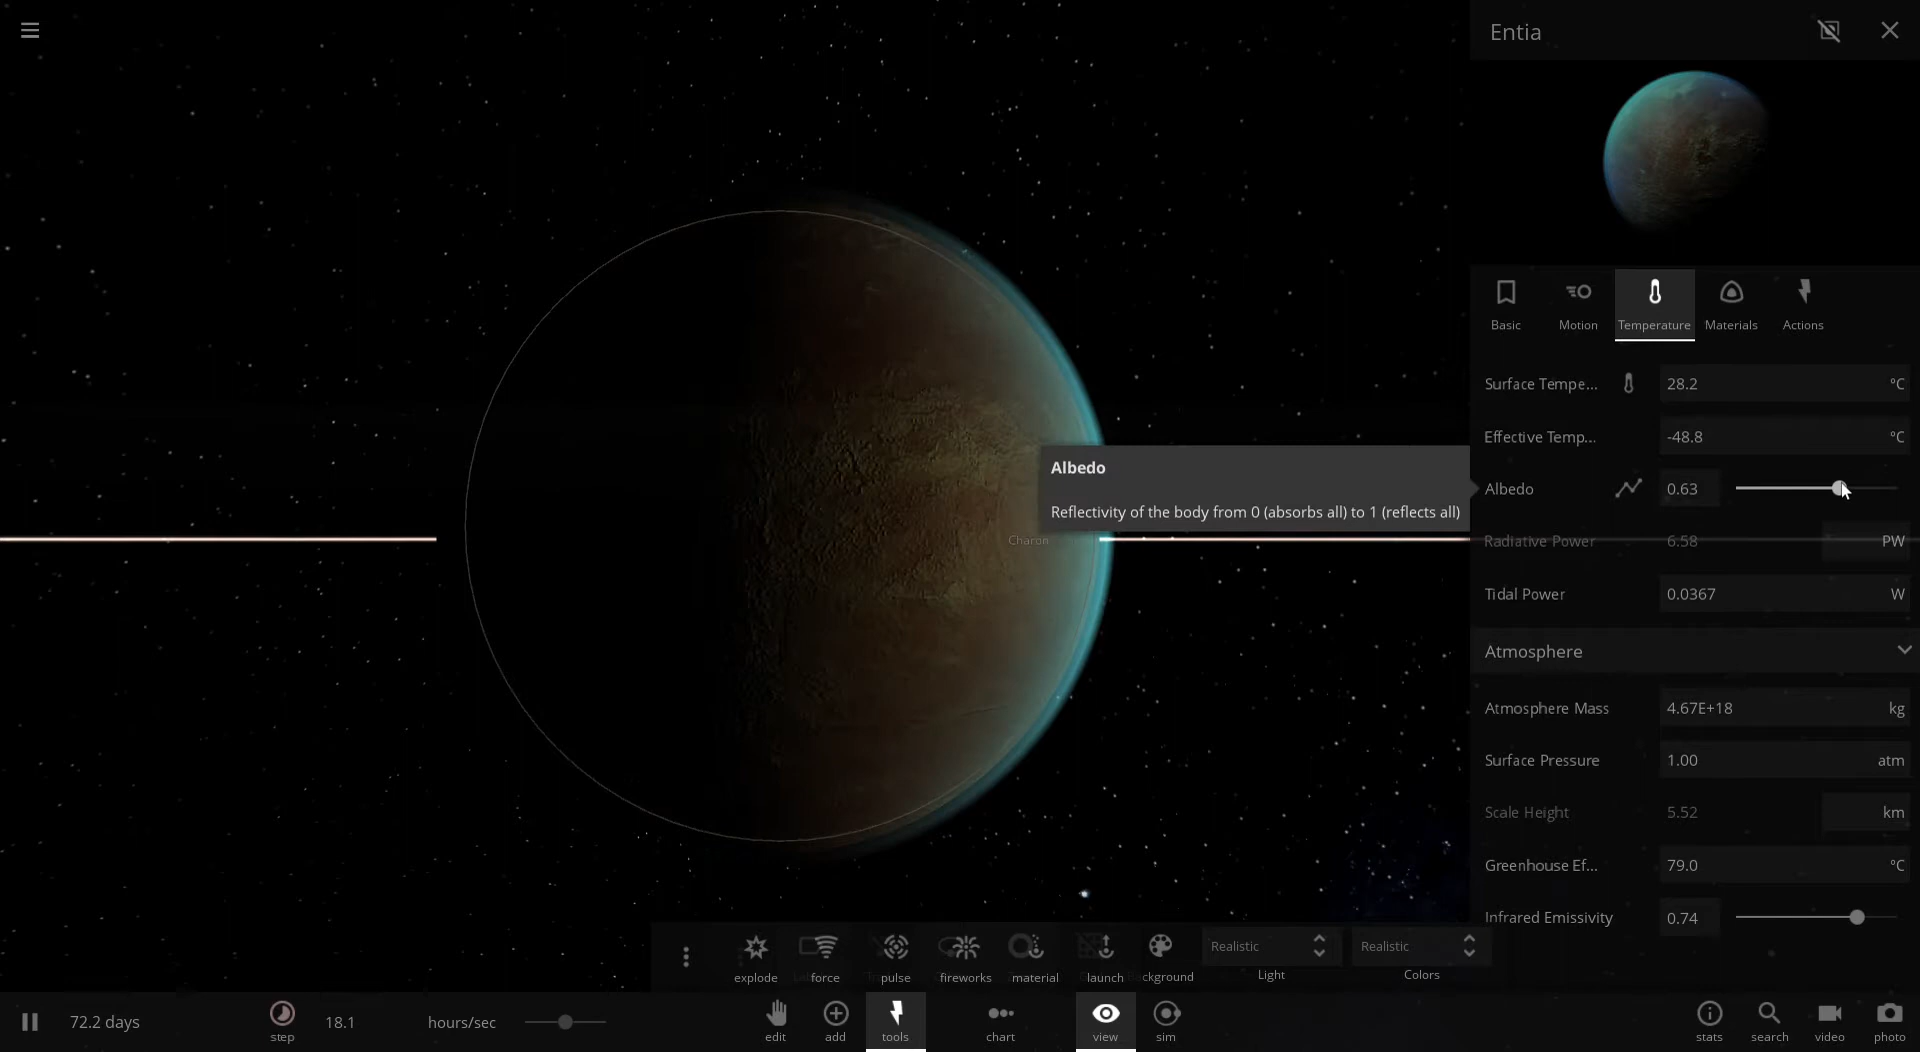 Entia
Basic
Motion
Temperature
Materials
Actions
Surface Tempe...
28.2
°C
Effective Temp...
-48.8
°C
Albedo
Reflectivity of the body from 0 (absorbs all) to 1 (reflects all)
Albedo
0.63
Charon
Radiative Power
6.58
PW
Tidal Power
0.0367
W
Atmosphere
Atmosphere Mass
4.67E+18
kg
Surface Pressure
1.00
atm
Scale Height
5.52
km
Greenhouse Ef...
79.0
°C
Infrared Emissivity
0.74
explode
force
pulse
fireworks
material
launch
ckground
Realistic
Light
Realistic
Colors
72.2 days
step
18.1
hours/sec
edit
add
tools
chart
view
sim
stats
search
video
photo